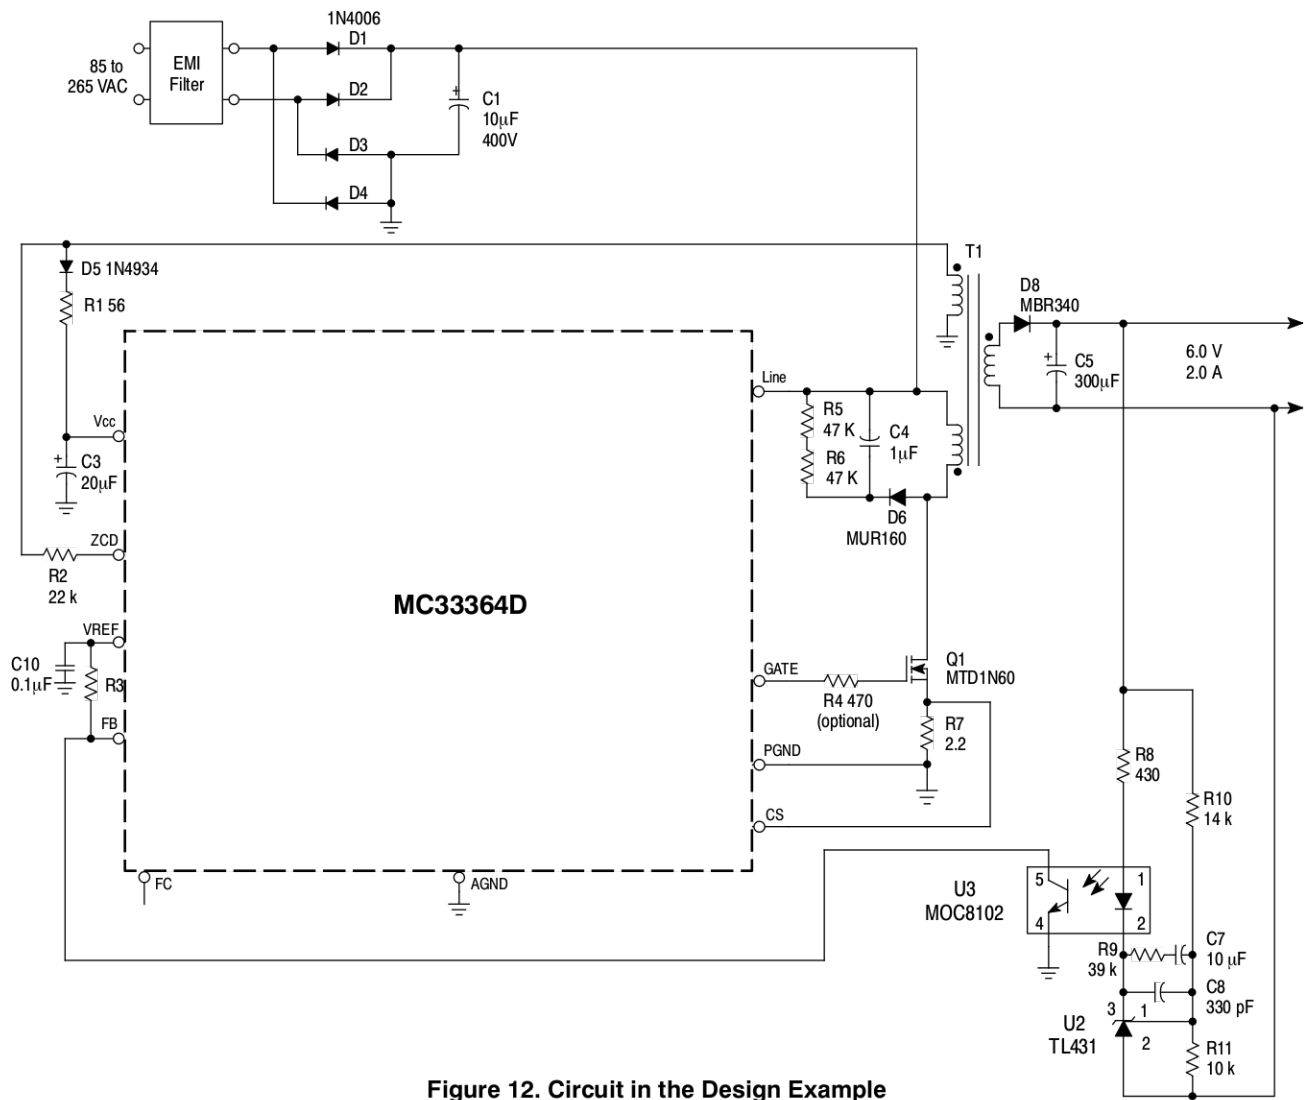 1N4006
D1
85 to
265 VAC
EMI
Filter
D2
C1
10µF
400V
+
D3
D4
T1
D5 1N4934
R1 56
D8
MBR340
+
C5
300µF
6.0 V
2.0 A
Line
R5
47 K
C4
1µF
R6
47 K
D6
MUR160
Vcc
+
C3
20µF
ZCD
R2
22 k
MC33364D
VREF
C10
0.1µF
R3
FB
GATE
R4 470
(optional)
Q1
MTD1N60
R7
2.2
PGND
CS
R8
430
R10
14 k
FC
AGND
U3
MOC8102
5
1
4
2
R9
39 k
C7
10 µF
C8
330 pF
3
1
U2
TL431
2
R11
10 k
Figure 12. Circuit in the Design Example